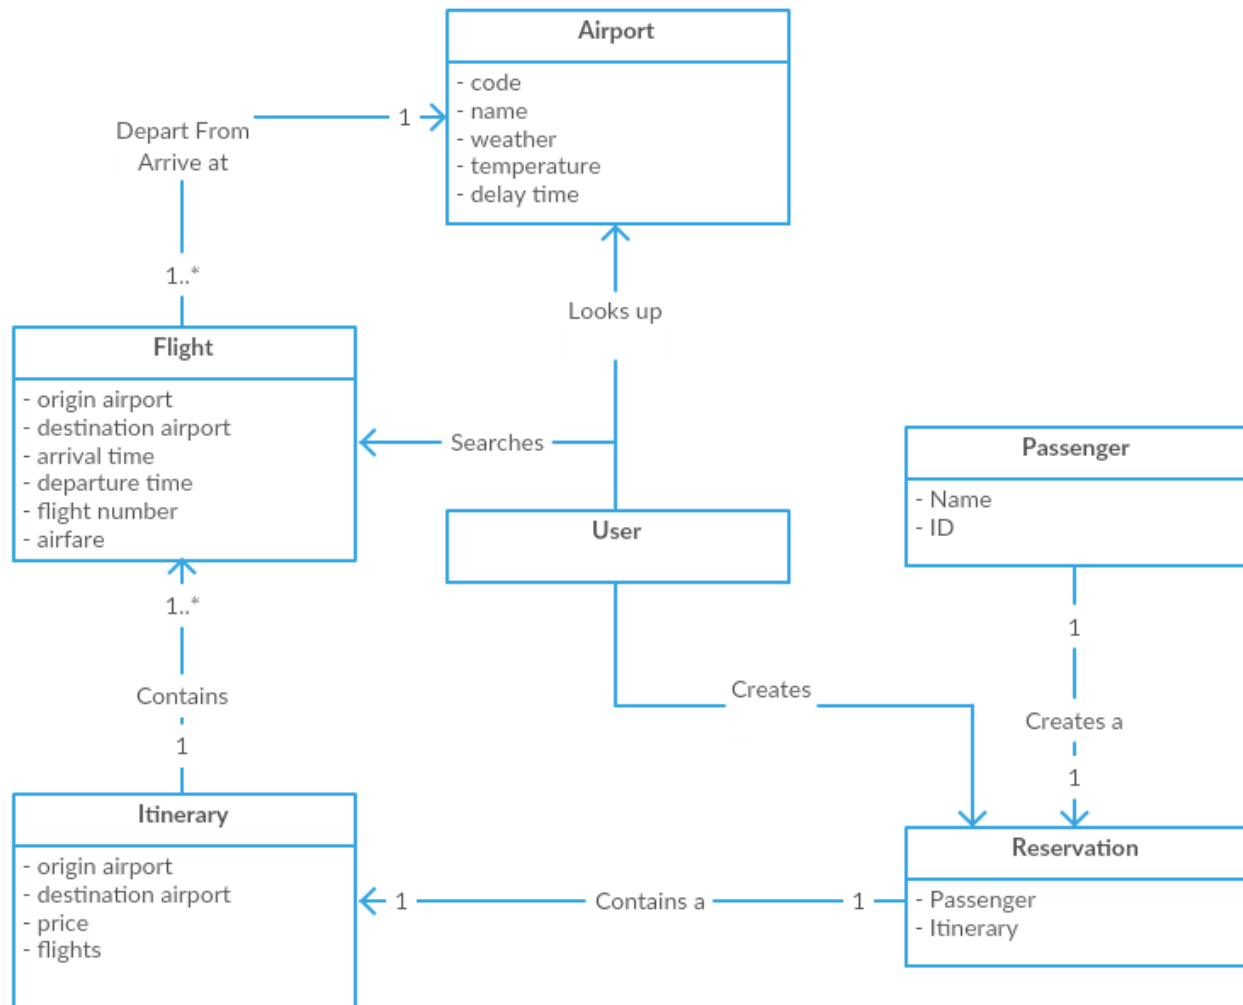 Airport
- code
- name
- weather
- temperature
- delay time
Depart From
Arrive at
1
1..*
Looks up
Flight
- origin airport
- destination airport
- arrival time
- departure time
- flight number
- airfare
Searches
User
Passenger
- Name
- ID
1..*
Contains
1
Creates
1
Creates a
1
Itinerary
- origin airport
- destination airport
- price
- flights
1
Contains a
1
Reservation
- Passenger
- Itinerary